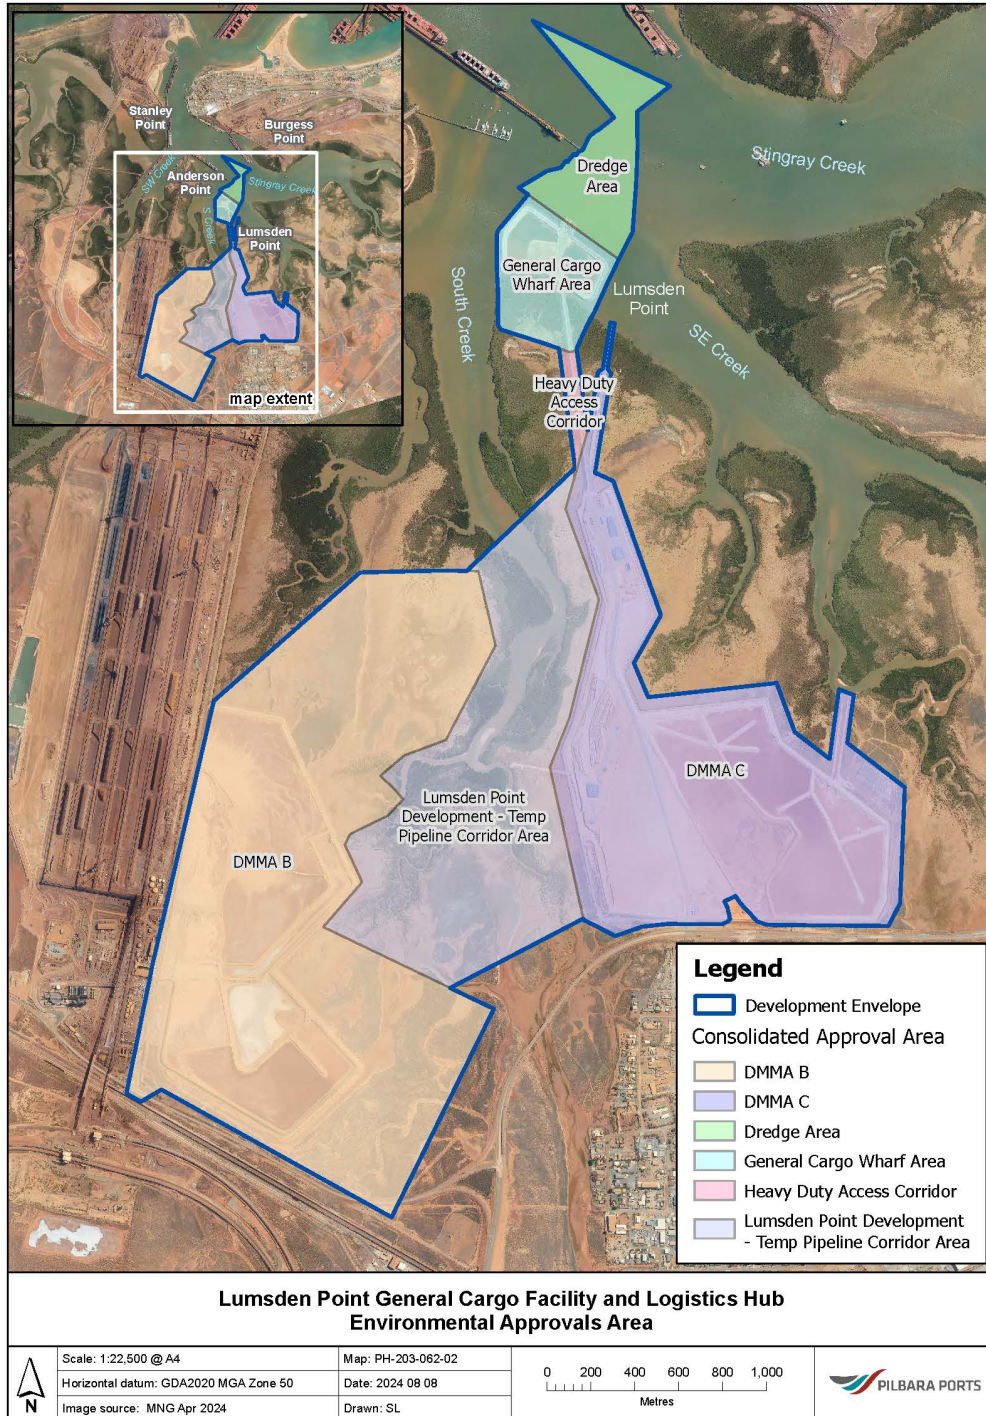 Stanley
Point
Burgess
Point
SW Creek
Anderson
Point
Stingray Creek
S Creek
Lumsden
Point
map extent
Dredge
Area
Stingray Creek
General Cargo
Wharf Area
Lumsden
Point
South Creek
SE Creek
Heavy Duty
Access
Corridor
DMMA C
Lumsden Point
Development - Temp
Pipeline Corridor Area
DMMA B
Legend
Development Envelope
Consolidated Approval Area
DMMA B
DMMA C
Dredge Area
General Cargo Wharf Area
Heavy Duty Access Corridor
Lumsden Point Development
- Temp Pipeline Corridor Area
Lumsden Point General Cargo Facility and Logistics Hub
Environmental Approvals Area
N
Scale: 1:22,500 @ A4
Map: PH-203-062-02
Horizontal datum: GDA2020 MGA Zone 50
Date: 2024 08 08
Image source: MNG Apr 2024
Drawn: SL
0 200 400 600 800 1,000
Metres
PILBARA PORTS